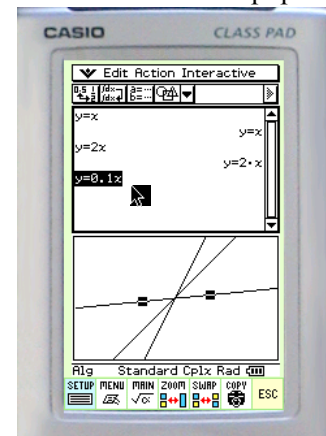 CASIO CLASS PAD
Edit Action Interactive
y=x
y=x
y=2x
y=2·x
y=0.1x
Alg Standard Cplx Rad
SETUP MENU MAIN ZOOM SWAP COPY
ESC